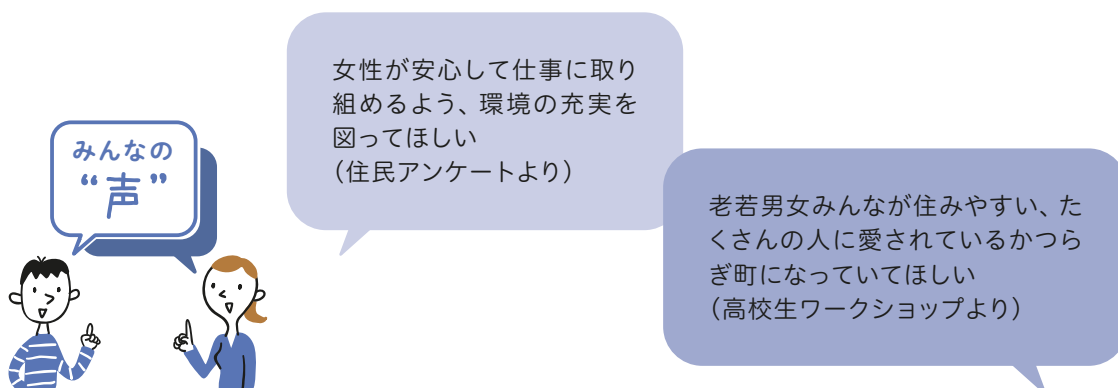 みんなの
“声”
女性が安心して仕事に取り
組めるよう、環境の充実を
図ってほしい
（住民アンケートより）
老若男女みんなが住みやすい、た
くさんの人に愛されているかつら
ぎ町になっていてほしい
（高校生ワークショップより）